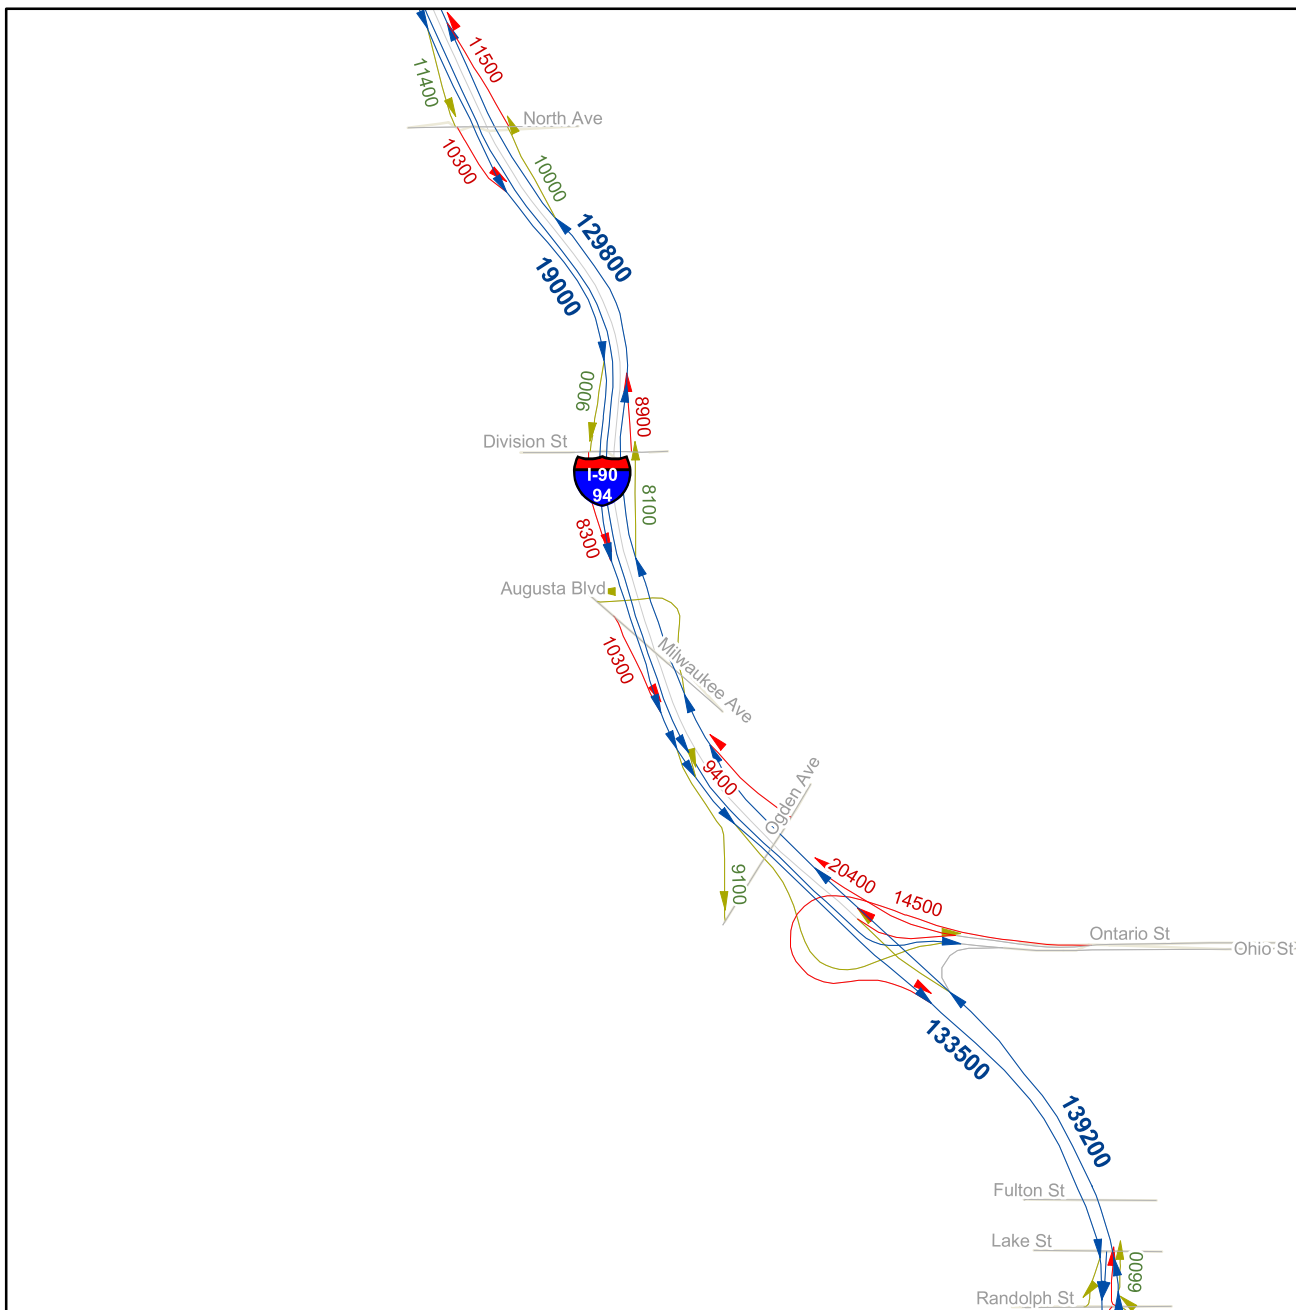 11500
11400
North Ave
10300
10000
129800
19000
9000
8900
Division St
I-90
94
8100
8300
Augusta Blvd
10300
Milwaukee Ave
9400
Ogden Ave
9100
20400
14500
Ontario St
Ohio St
133500
139200
Fulton St
Lake St
6600
Randolph St